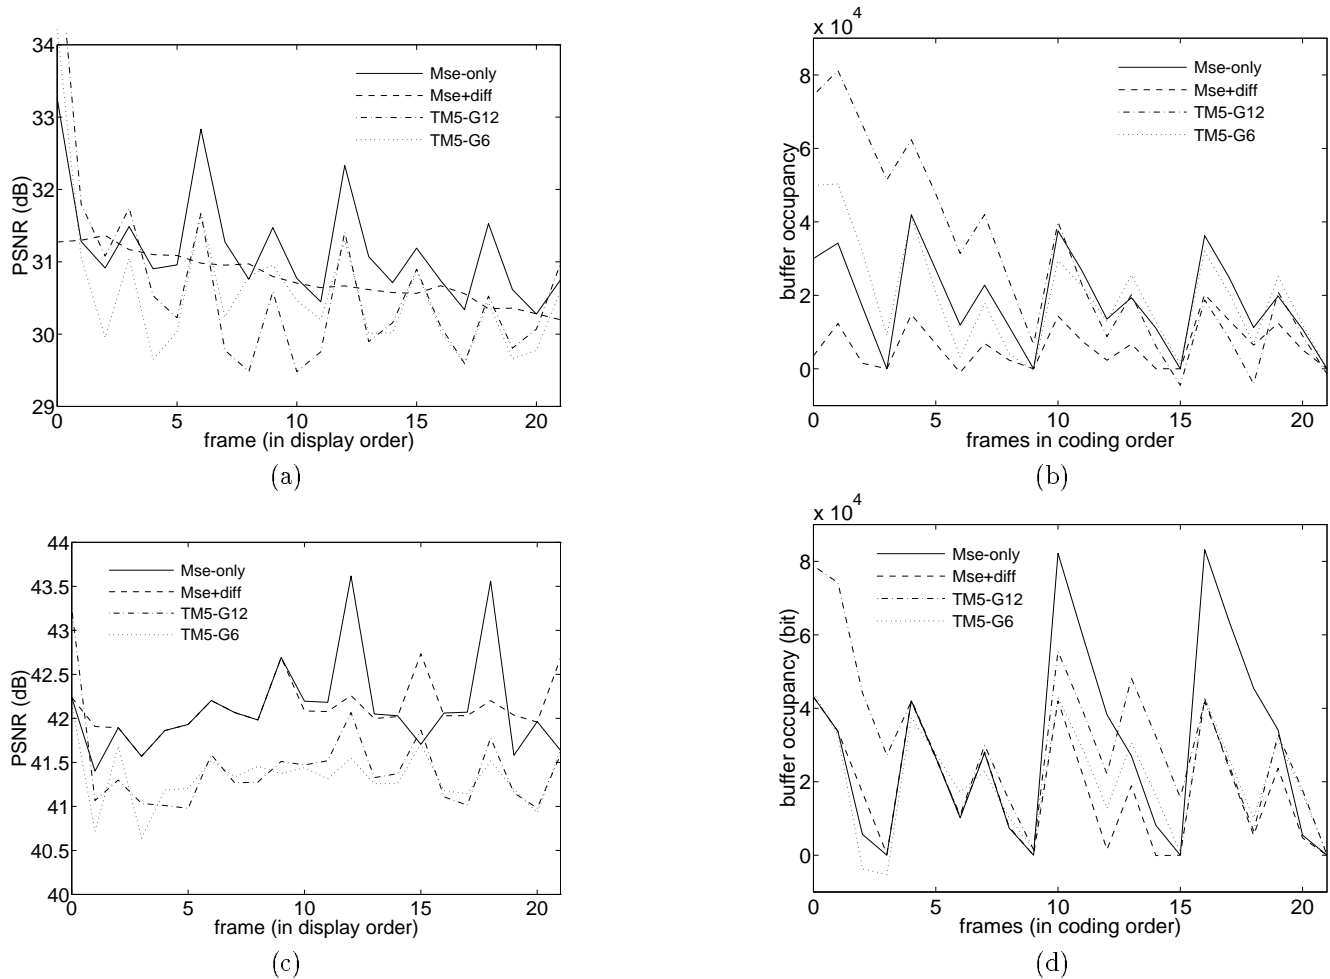 34
33
32
31
30
29
0
5
10
15
20
PSNR (dB)
frame (in display order)
Mse-only
Mse+diff
TM5-G12
TM5-G6
(a)
x 10^4
8
6
4
2
0
0
5
10
15
20
buffer occupancy
frames in coding order
Mse-only
Mse+diff
TM5-G12
TM5-G6
(b)
44
43.5
43
42.5
42
41.5
41
40.5
40
0
5
10
15
20
PSNR (dB)
frame (in display order)
Mse-only
Mse+diff
TM5-G12
TM5-G6
(c)
x 10^4
8
6
4
2
0
0
5
10
15
20
buffer occupancy (bit)
frames (in coding order)
Mse-only
Mse+diff
TM5-G12
TM5-G6
(d)